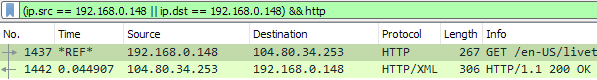 (ip.src == 192.168.0.148 || ip.dst == 192.168.0.148) && http
No. Time Source Destination Protocol Length Info
1437 *REF* 192.168.0.148 104.80.34.253 HTTP 267 GET /en-US/livet
1442 0.044907 104.80.34.253 192.168.0.148 HTTP/XML 306 HTTP/1.1 200 OK